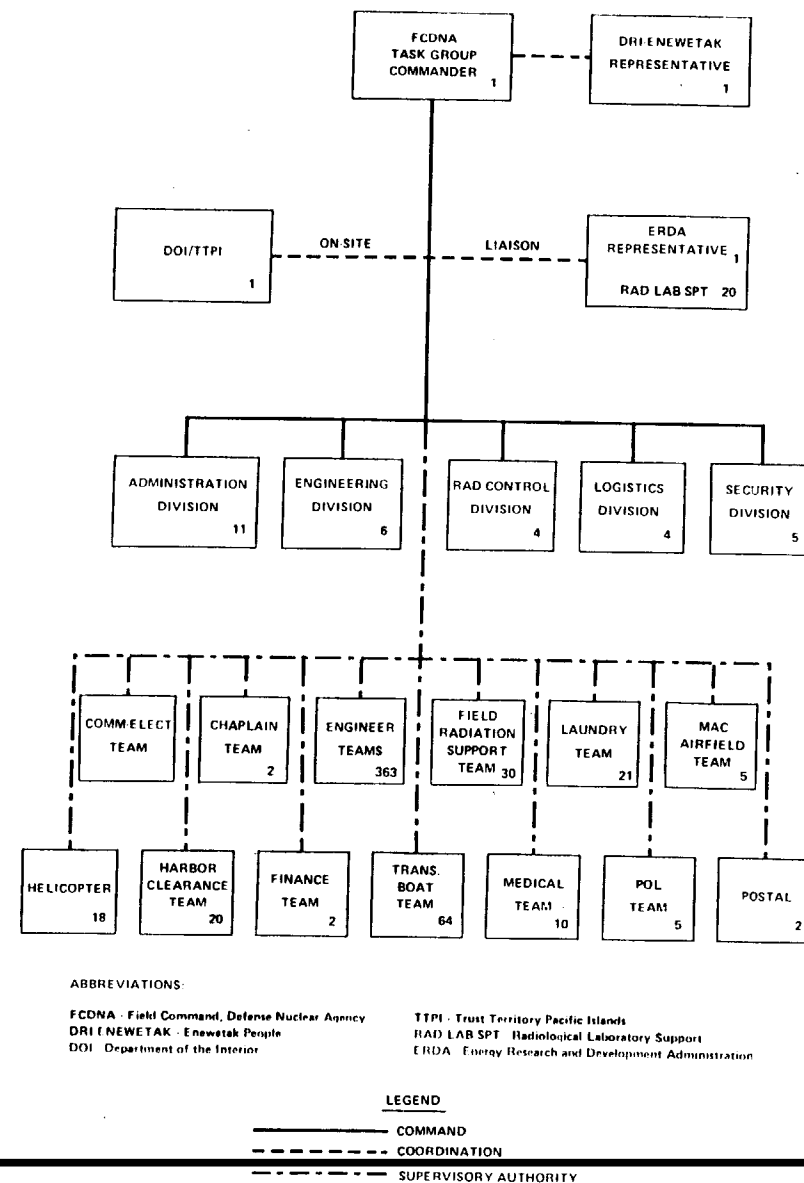 FCDNA
TASK GROUP
COMMANDER
1
DRI-ENEWETAK
REPRESENTATIVE
1
DOI/TTPI
1
ON-SITE
LIAISON
ERDA
REPRESENTATIVE 1
RAD LAB SPT 20
ADMINISTRATION
DIVISION
11
ENGINEERING
DIVISION
6
RAD CONTROL
DIVISION
4
LOGISTICS
DIVISION
4
SECURITY
DIVISION
5
COMM-ELECT
TEAM
CHAPLAIN
TEAM
2
ENGINEER
TEAMS
363
FIELD
RADIATION
SUPPORT
TEAM 30
LAUNDRY
TEAM
21
MAC
AIRFIELD
TEAM
5
HELICOPTER
18
HARBOR
CLEARANCE
TEAM
20
FINANCE
TEAM
2
TRANS.
BOAT
TEAM
64
MEDICAL
TEAM
10
POL
TEAM
5
POSTAL
2
ABBREVIATIONS:
FCDNA - Field Command, Defense Nuclear Agency
DRI ENEWETAK - Enewetak People
DOI - Department of the Interior
TTPI - Trust Territory Pacific Islands
RAD LAB SPT - Radiological Laboratory Support
ERDA - Energy Research and Development Administration
LEGEND
COMMAND
COORDINATION
SUPERVISORY AUTHORITY